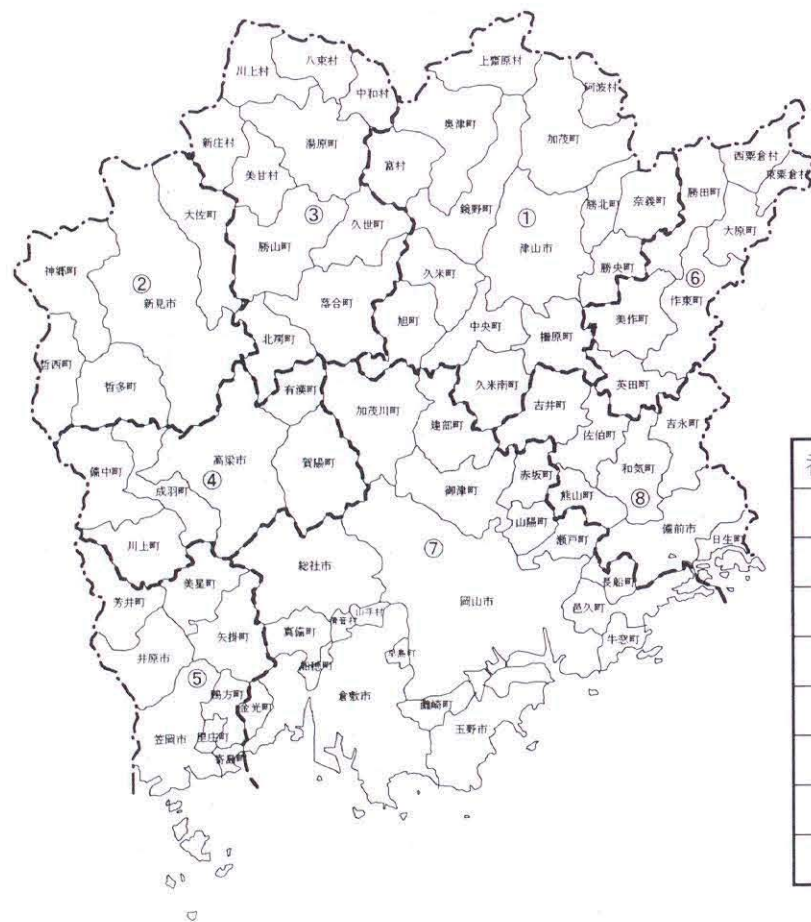 上齋原村
八束村
川上村
阿波村
中和村
奥津町
加茂町
新庄村
湯原町
西粟倉村
富村
東粟倉村
美甘村
勝北町
奈義町
勝田町
大佐町
鏡野町
③
久世町
①
大原町
勝山町
津山市
⑥
神郷町
久米町
勝央町
②
作東町
新見市
落合町
旭町
中央町
柵原町
美作町
北房町
哲西町
哲多町
有漢町
久米南町
英田町
加茂川町
吉井町
建部町
佐伯町
吉永町
高梁市
賀陽町
和気町
備中町
④
御津町
赤坂町
成羽町
熊山町
⑧
山陽町
備前市
川上町
瀬戸町
日生町
⑦
総社市
美星町
岡山市
長船町
芳井町
邑久町
山手村
清音村
真備町
矢掛町
牛窓町
井原市
早島町
船穂町
⑤
鴨方町
倉敷市
灘崎町
金光町
玉野市
笠岡市
里庄町
寄島町